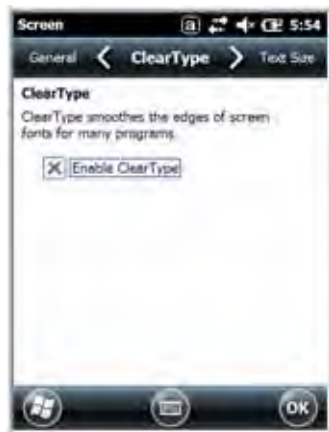 Screen a 5:54
General ClearType Text Size
ClearType
ClearType smoothes the edges of screen
fonts for many programs.
Enable ClearType
OK